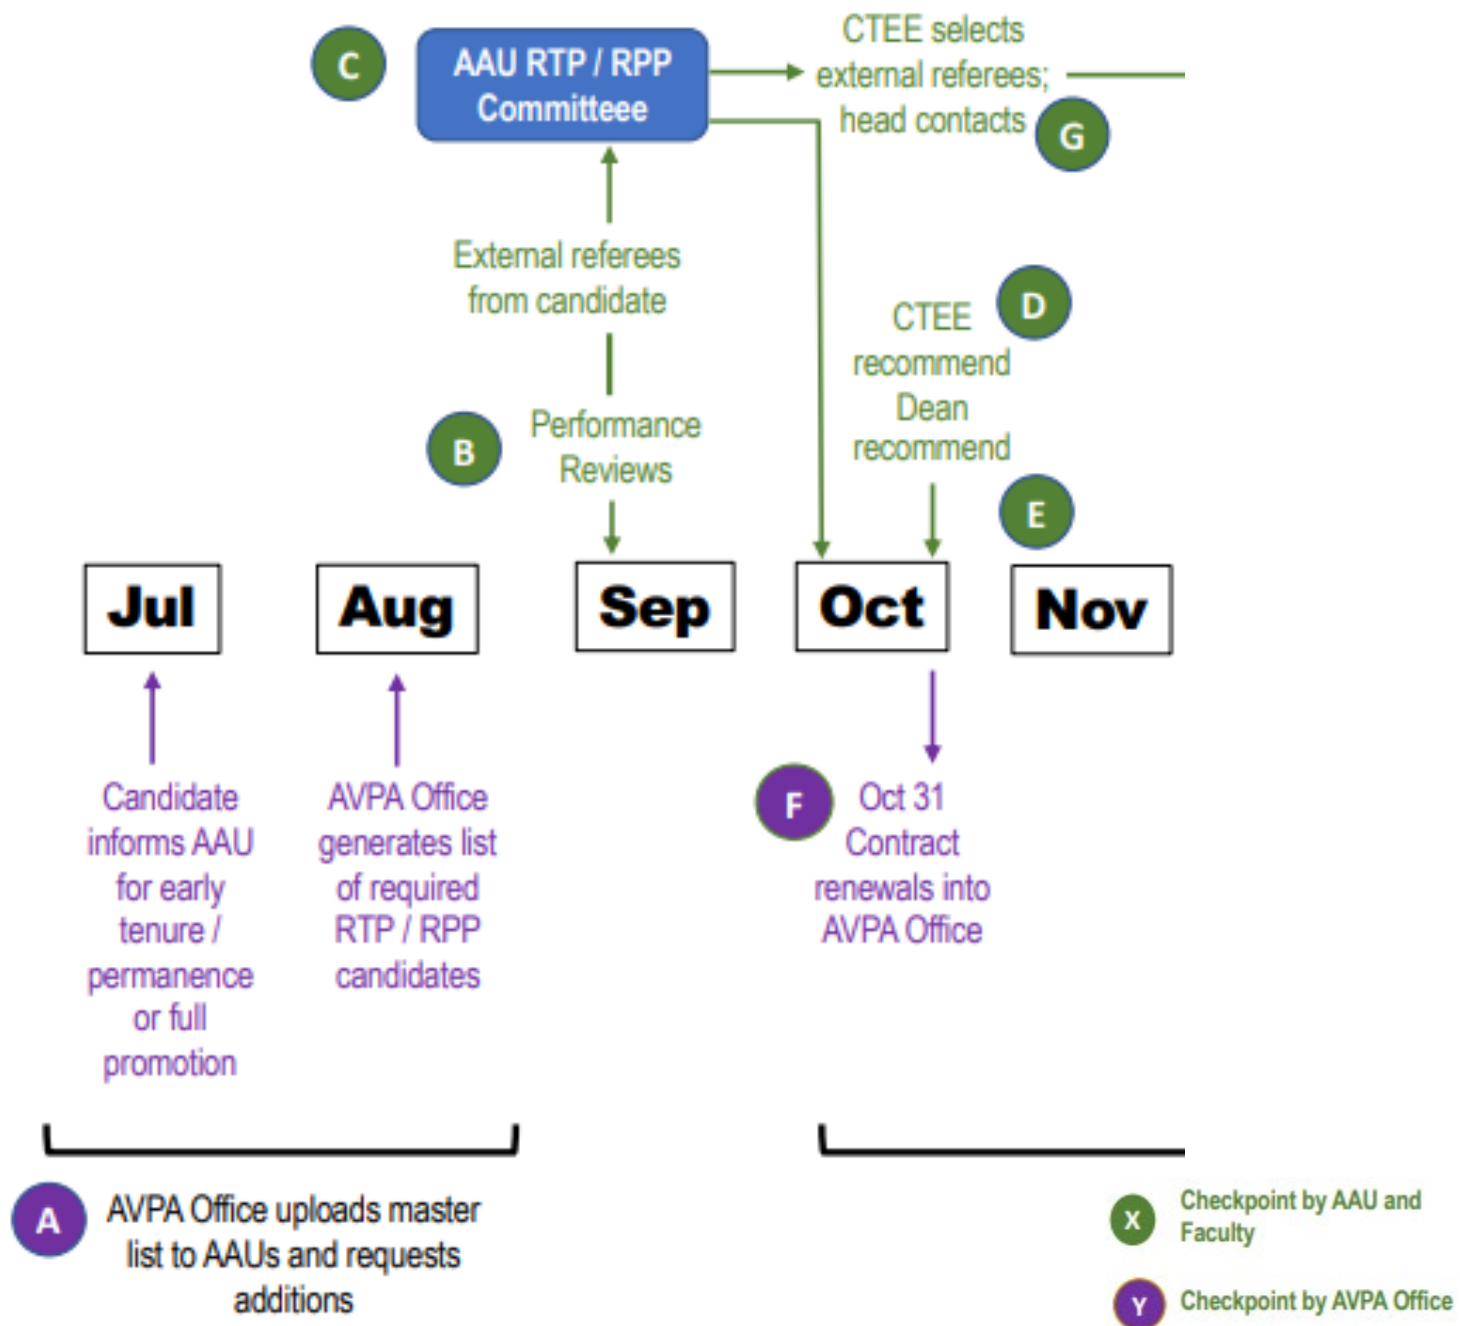 C
AAU RTP / RPP
Committeee
CTEE selects
external referees;
head contacts
G
External referees
from candidate
D
CTEE
recommend
Dean
recommend
B
Performance
Reviews
E
Jul
Aug
Sep
Oct
Nov
Candidate
informs AAU
for early
tenure /
permanence
or full
promotion
AVPA Office
generates list
of required
RTP / RPP
candidates
F
Oct 31
Contract
renewals into
AVPA Office
A
AVPA Office uploads master
list to AAUs and requests
additions
X
Checkpoint by AAU and
Faculty
Y
Checkpoint by AVPA Office